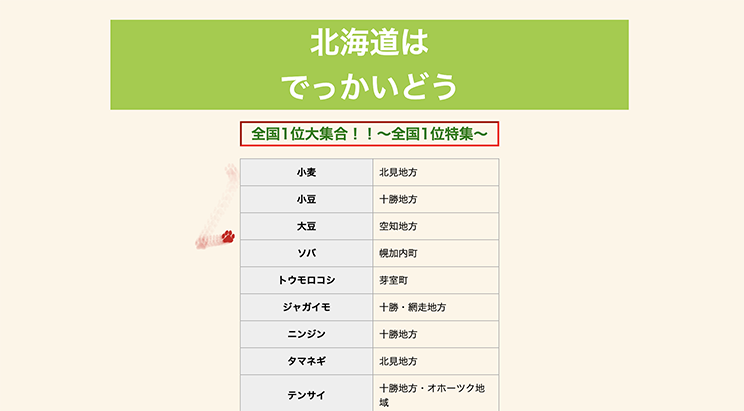 北海道は
でっかいどう
全国1位大集合！！〜全国1位特集〜
小麦 北見地方
小豆 十勝地方
大豆 空知地方
ソバ 幌加内町
トウモロコシ 芽室町
ジャガイモ 十勝・網走地方
ニンジン 十勝地方
タマネギ 北見地方
テンサイ 十勝地方・オホーツク地
域